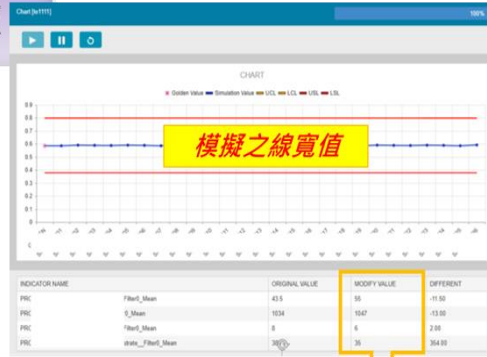 Chart [te1111]
100%
CHART
Golden Value Simulation Value UCL LCL USL LSL
0.9
0.8
0.7
0.6
0.5
0.4
0.3
0.2
0.1
0
模擬之線寬值
INDICATOR NAME ORIGINAL VALUE MODIFY VALUE DIFFERENT
PRC Filter0_Mean 43.5 55 -11.50
PRC 0_Mean 1034 1047 -13.00
PRC Filter0_Mean 8 6 2.00
PRC strate__Filter0_Mean 35 354.00